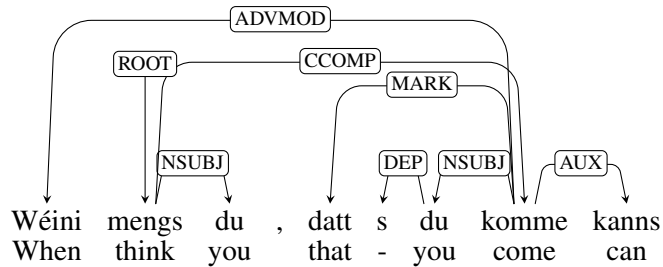 ADVMOD
ROOT CCOMP
MARK
NSUBJ DEP NSUBJ AUX
Wéini mengs du , datt s du komme kanns
When think you that - you come can